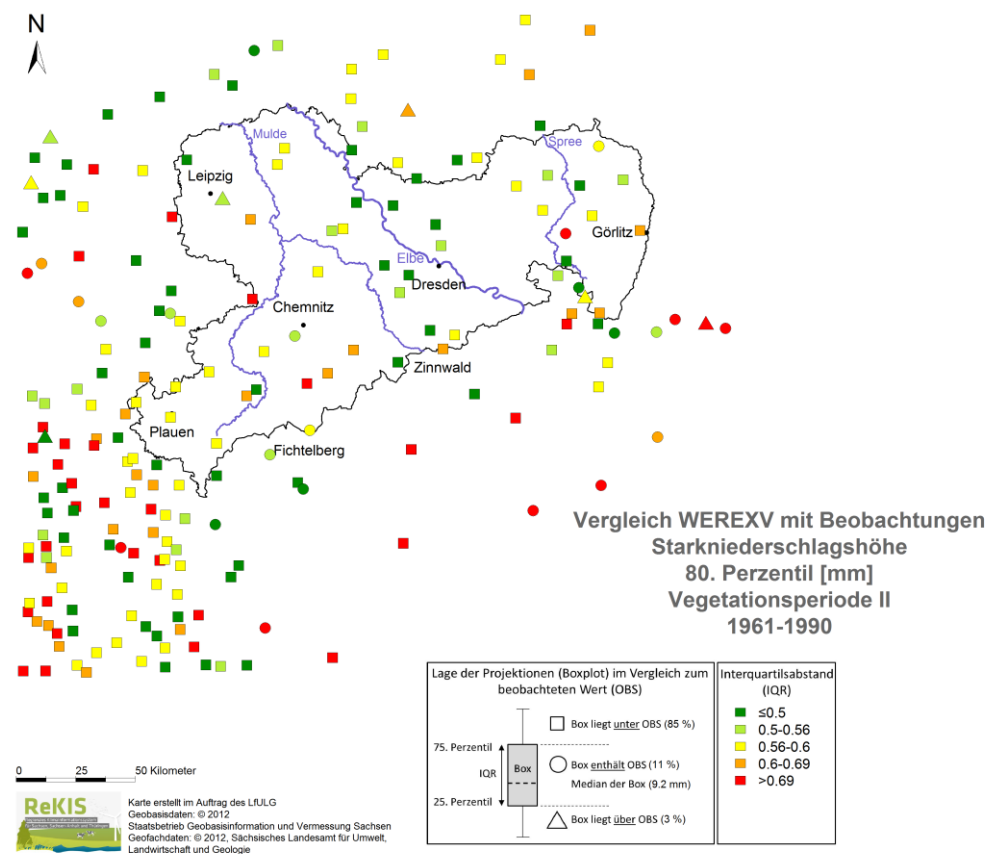 N
Mulde
Spree
Leipzig
Görlitz
Elbe
Dresden
Chemnitz
Zinnwald
Plauen
Fichtelberg
Vergleich WEREXV mit Beobachtungen
Starkniederschlagshöhe
80. Perzentil [mm]
Vegetationsperiode II
1961-1990
Lage der Projektionen (Boxplot) im Vergleich zum
beobachteten Wert (OBS)
Box liegt unter OBS (85 %)
75. Perzentil
IQR
Box
Box enthält OBS (11 %)
Median der Box (9.2 mm)
25. Perzentil
Box liegt über OBS (3 %)
Interquartilsabstand
(IQR)
≤0.5
0.5-0.56
0.56-0.6
0.6-0.69
>0.69
0 25 50 Kilometer
ReKIS
Karte erstellt im Auftrag des LfULG
Geobasisdaten: © 2012
Staatsbetrieb Geobasisinformation und Vermessung Sachsen
Geofachdaten: © 2012, Sächsisches Landesamt für Umwelt,
Landwirtschaft und Geologie